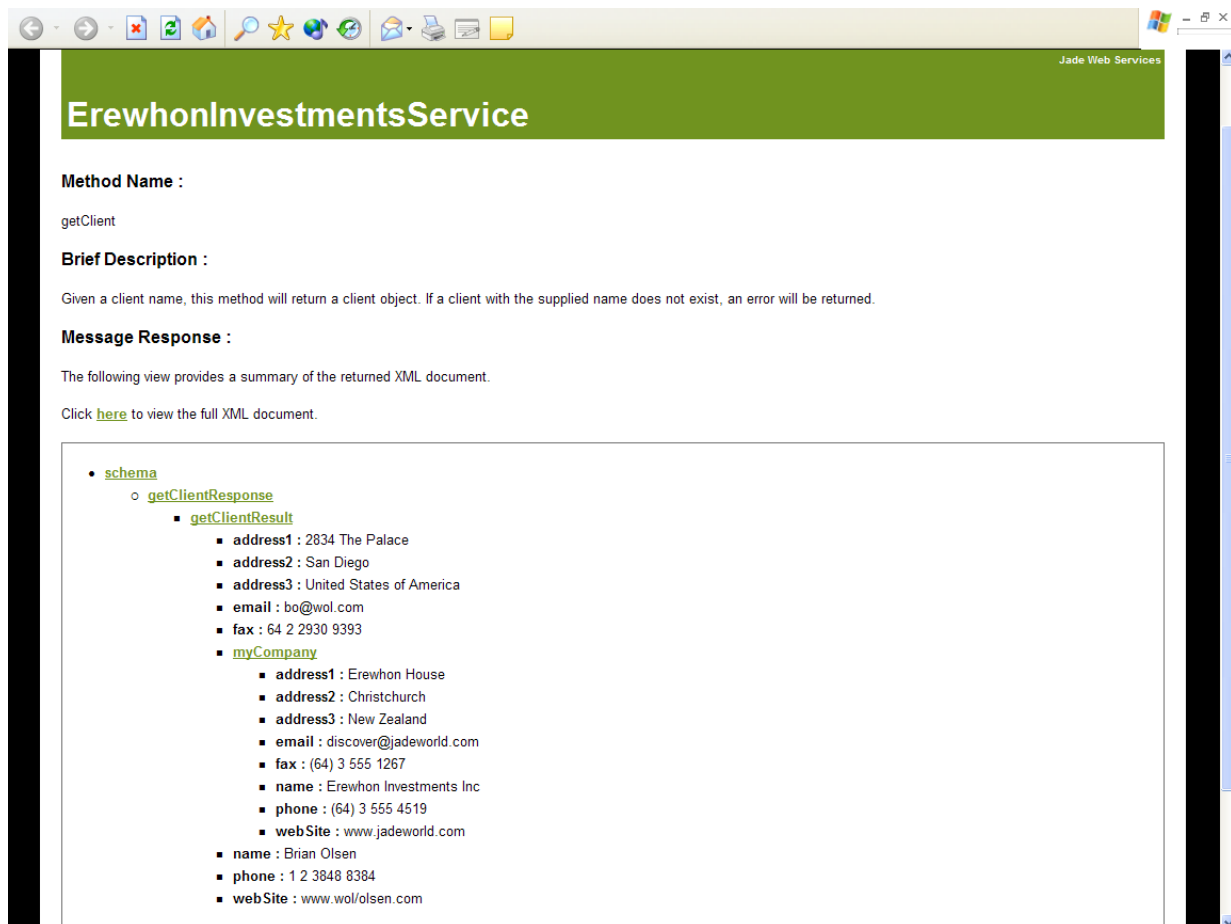 Jade Web Services
ErewhonInvestmentsService
Method Name :
getClient
Brief Description :
Given a client name, this method will return a client object. If a client with the supplied name does not exist, an error will be returned.
Message Response :
The following view provides a summary of the returned XML document.
Click here to view the full XML document.
schema
getClientResponse
getClientResult
address1 : 2834 The Palace
address2 : San Diego
address3 : United States of America
email : bo@wol.com
fax : 64 2 2930 9393
myCompany
address1 : Erewhon House
address2 : Christchurch
address3 : New Zealand
email : discover@jadeworld.com
fax : (64) 3 555 1267
name : Erewhon Investments Inc
phone : (64) 3 555 4519
webSite : www.jadeworld.com
name : Brian Olsen
phone : 1 2 3848 8384
webSite : www.wol/olsen.com